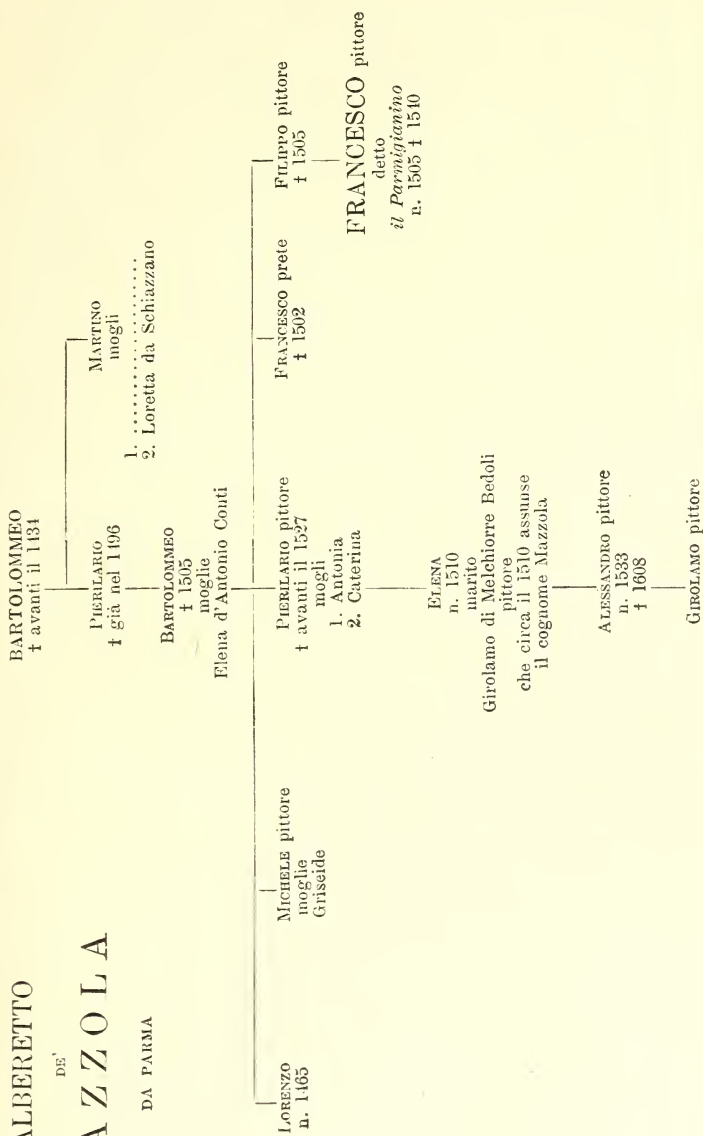 ALBERETTO
DE'
AZZOLA
DA PARMA
BARTOLOMMEO
† avanti il 1434
PIERILARIO
† già nel 1496
MARTINO
mogli
1. ....................
2. Loretta da Schiazzano
BARTOLOMMEO
† 1505
moglie
Elena d'Antonio Conti
LORENZO
n. 1465
MICHELE pittore
moglie
Griseide
PIERILARIO pittore
† avanti il 1527
mogli
1. Antonia
2. Caterina
FRANCESCO prete
† 1502
FILIPPO pittore
† 1505
FRANCESCO pittore
detto
il Parmigianino
n. 1505 † 1540
ELENA
n. 1510
marito
Girolamo di Melchiorre Bedoli
pittore
che circa il 1540 assunse
il cognome Mazzola
ALESSANDRO pittore
n. 1533
† 1608
GIROLAMO pittore